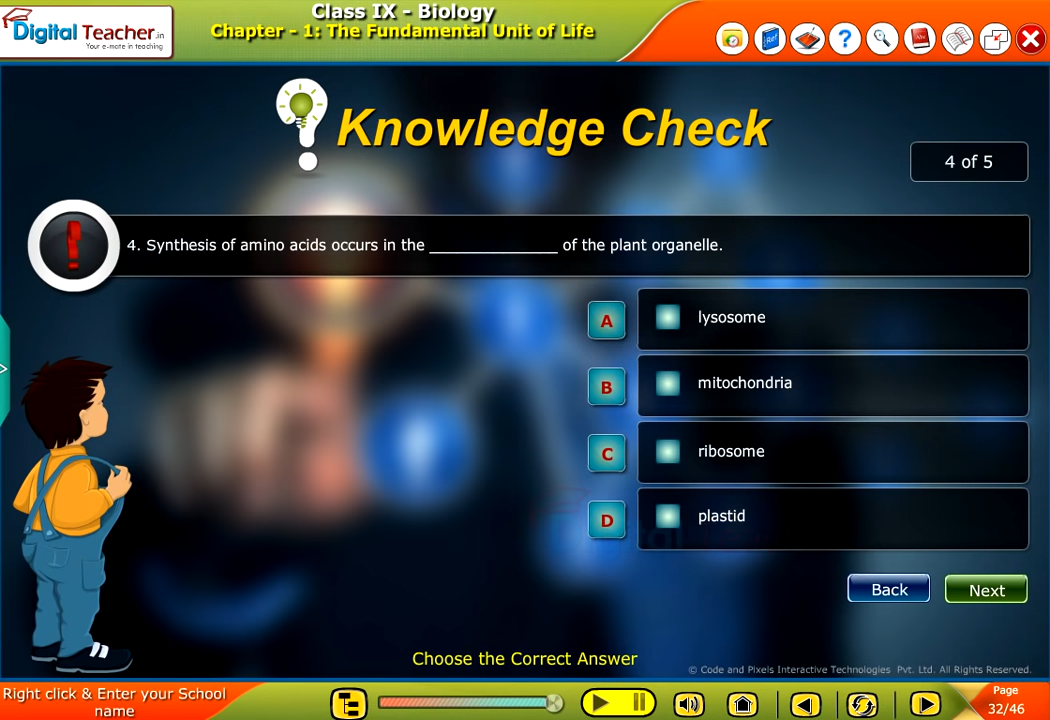 Digital Teacher.in
Your e-mate in teaching
Class IX - Biology
Chapter - 1: The Fundamental Unit of Life
Knowledge Check
4 of 5
4. Synthesis of amino acids occurs in the ______________ of the plant organelle.
A lysosome
B mitochondria
C ribosome
D plastid
Back Next
Choose the Correct Answer
© Code and Pixels Interactive Technologies Pvt. Ltd. All Rights Reserved.
Right click & Enter your School
name
Page
32/46